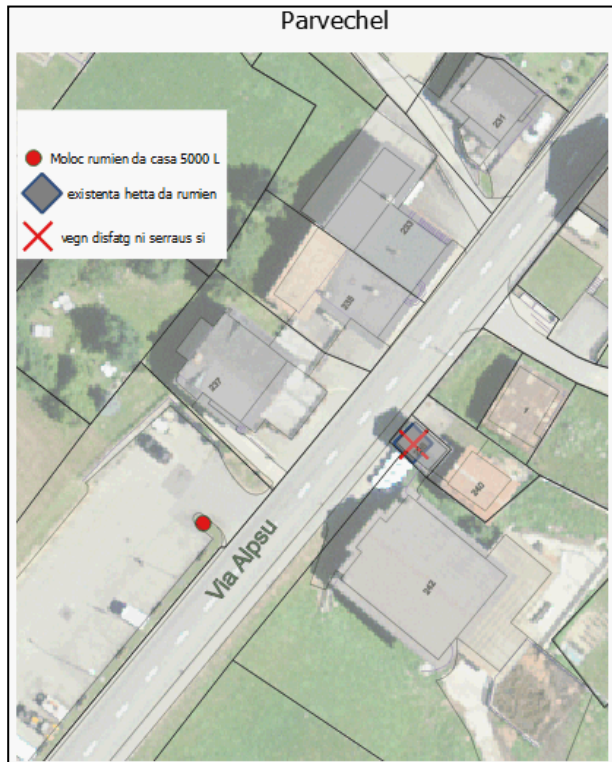 Parvechel
Moloc rumien da casa 5000 L
existenta hetta da rumien
vegn disfatg ni serraus si
231
233
235
237
1
240
242
Via Alpsu